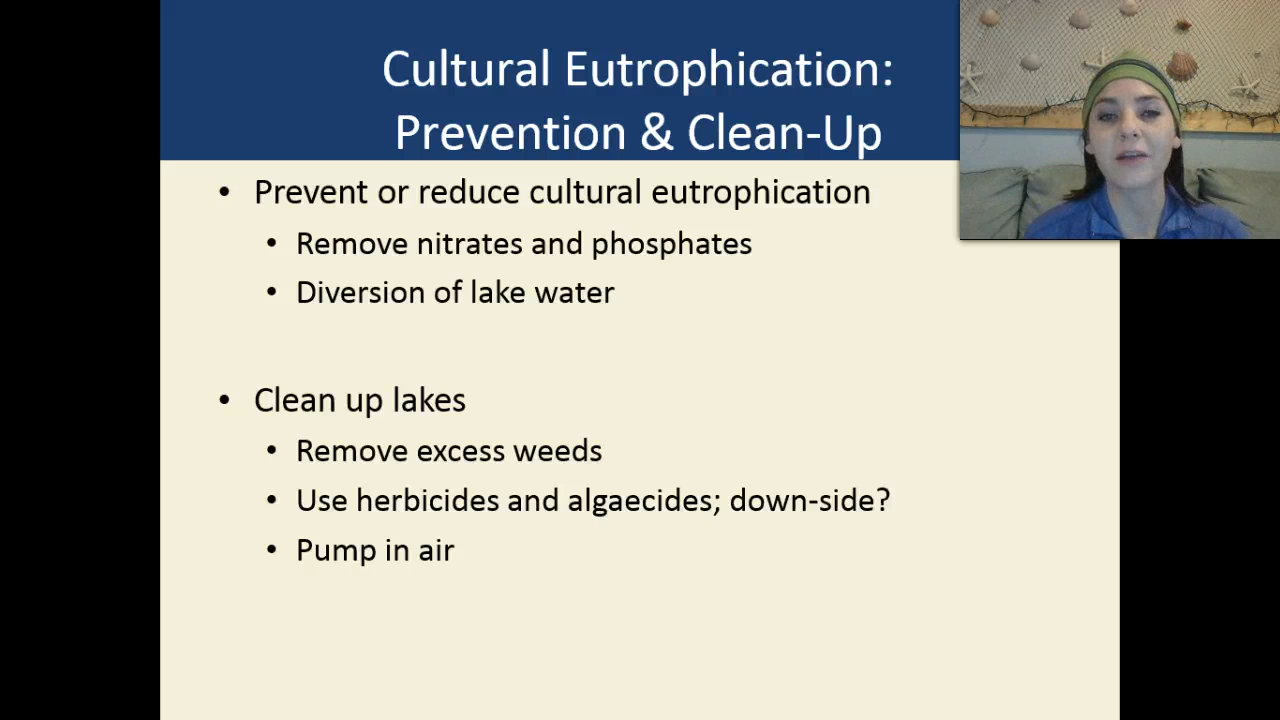 Cultural Eutrophication:
Prevention & Clean-Up
• Prevent or reduce cultural eutrophication
• Remove nitrates and phosphates
• Diversion of lake water
• Clean up lakes
• Remove excess weeds
• Use herbicides and algaecides; down-side?
• Pump in air